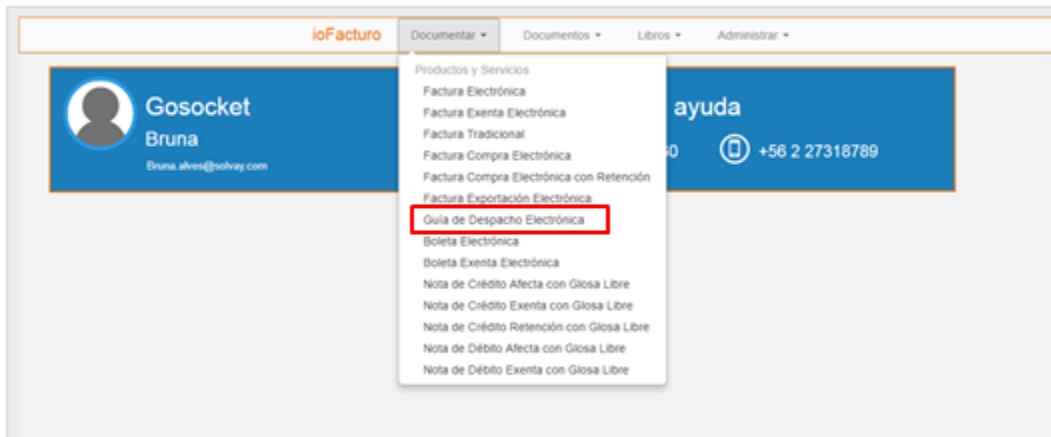 ioFacturo Documentar Documentos Libros Administrar
Productos y Servicios
Factura Electrónica
Factura Exenta Electrónica
Factura Tradicional
Factura Compra Electrónica
Factura Compra Electrónica con Retención
Factura Exportación Electrónica
Guía de Despacho Electrónica
Boleta Electrónica
Boleta Exenta Electrónica
Nota de Crédito Afecta con Glosa Libre
Nota de Crédito Exenta con Glosa Libre
Nota de Crédito Retención con Glosa Libre
Nota de Débito Afecta con Glosa Libre
Nota de Débito Exenta con Glosa Libre
Gosocket
Bruna
Bruna.alves@solvay.com
ayuda
+56 2 27318789